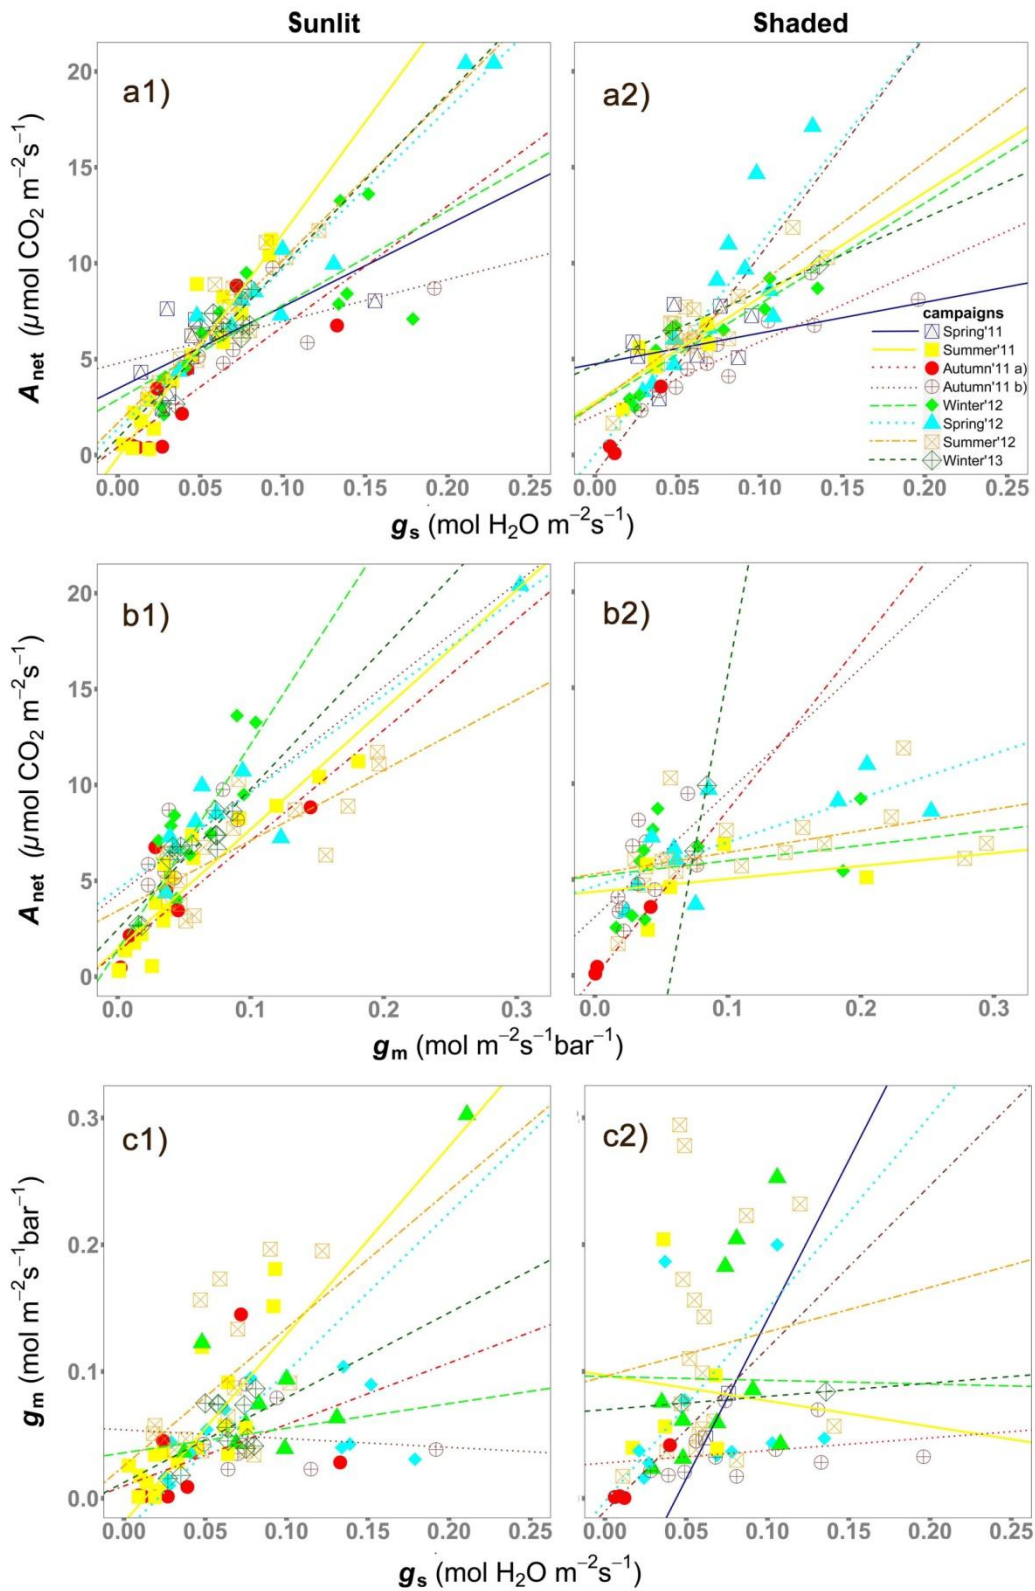 Sunlit
Shaded
a1)
a2)
20
15
10
5
0
A_net (μmol CO₂ m⁻²s⁻¹)
campaigns
Spring'11
Summer'11
Autumn'11 a)
Autumn'11 b)
Winter'12
Spring'12
Summer'12
Winter'13
0.00 0.05 0.10 0.15 0.20 0.25
0.00 0.05 0.10 0.15 0.20 0.25
g_s (mol H₂O m⁻²s⁻¹)
b1)
b2)
20
15
10
5
0
A_net (μmol CO₂ m⁻²s⁻¹)
0.0 0.1 0.2 0.3
0.0 0.1 0.2 0.3
g_m (mol m⁻²s⁻¹bar⁻¹)
c1)
c2)
0.3
0.2
0.1
0.0
g_m (mol m⁻²s⁻¹bar⁻¹)
0.00 0.05 0.10 0.15 0.20 0.25
0.00 0.05 0.10 0.15 0.20 0.25
g_s (mol H₂O m⁻²s⁻¹)